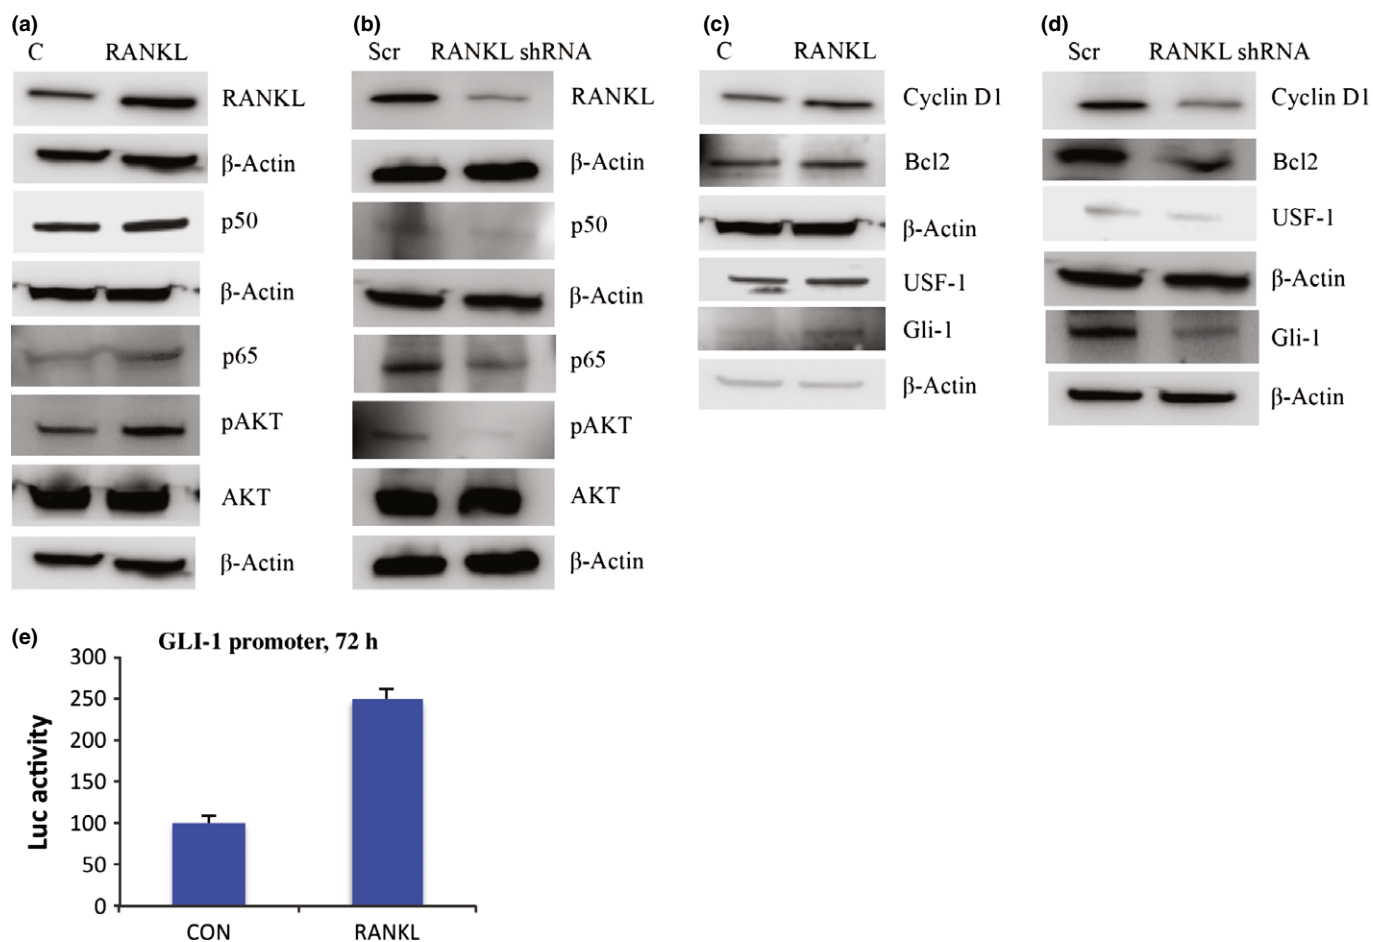 (a)
C RANKL
RANKL
β-Actin
p50
β-Actin
p65
pAKT
AKT
β-Actin
(b)
Scr RANKL shRNA
RANKL
β-Actin
p50
β-Actin
p65
pAKT
AKT
β-Actin
(c)
C RANKL
Cyclin D1
Bcl2
β-Actin
USF-1
Gli-1
β-Actin
(d)
Scr RANKL shRNA
Cyclin D1
Bcl2
USF-1
β-Actin
Gli-1
β-Actin
(e)
GLI-1 promoter, 72 h
Luc activity
300
250
200
150
100
50
0
CON RANKL